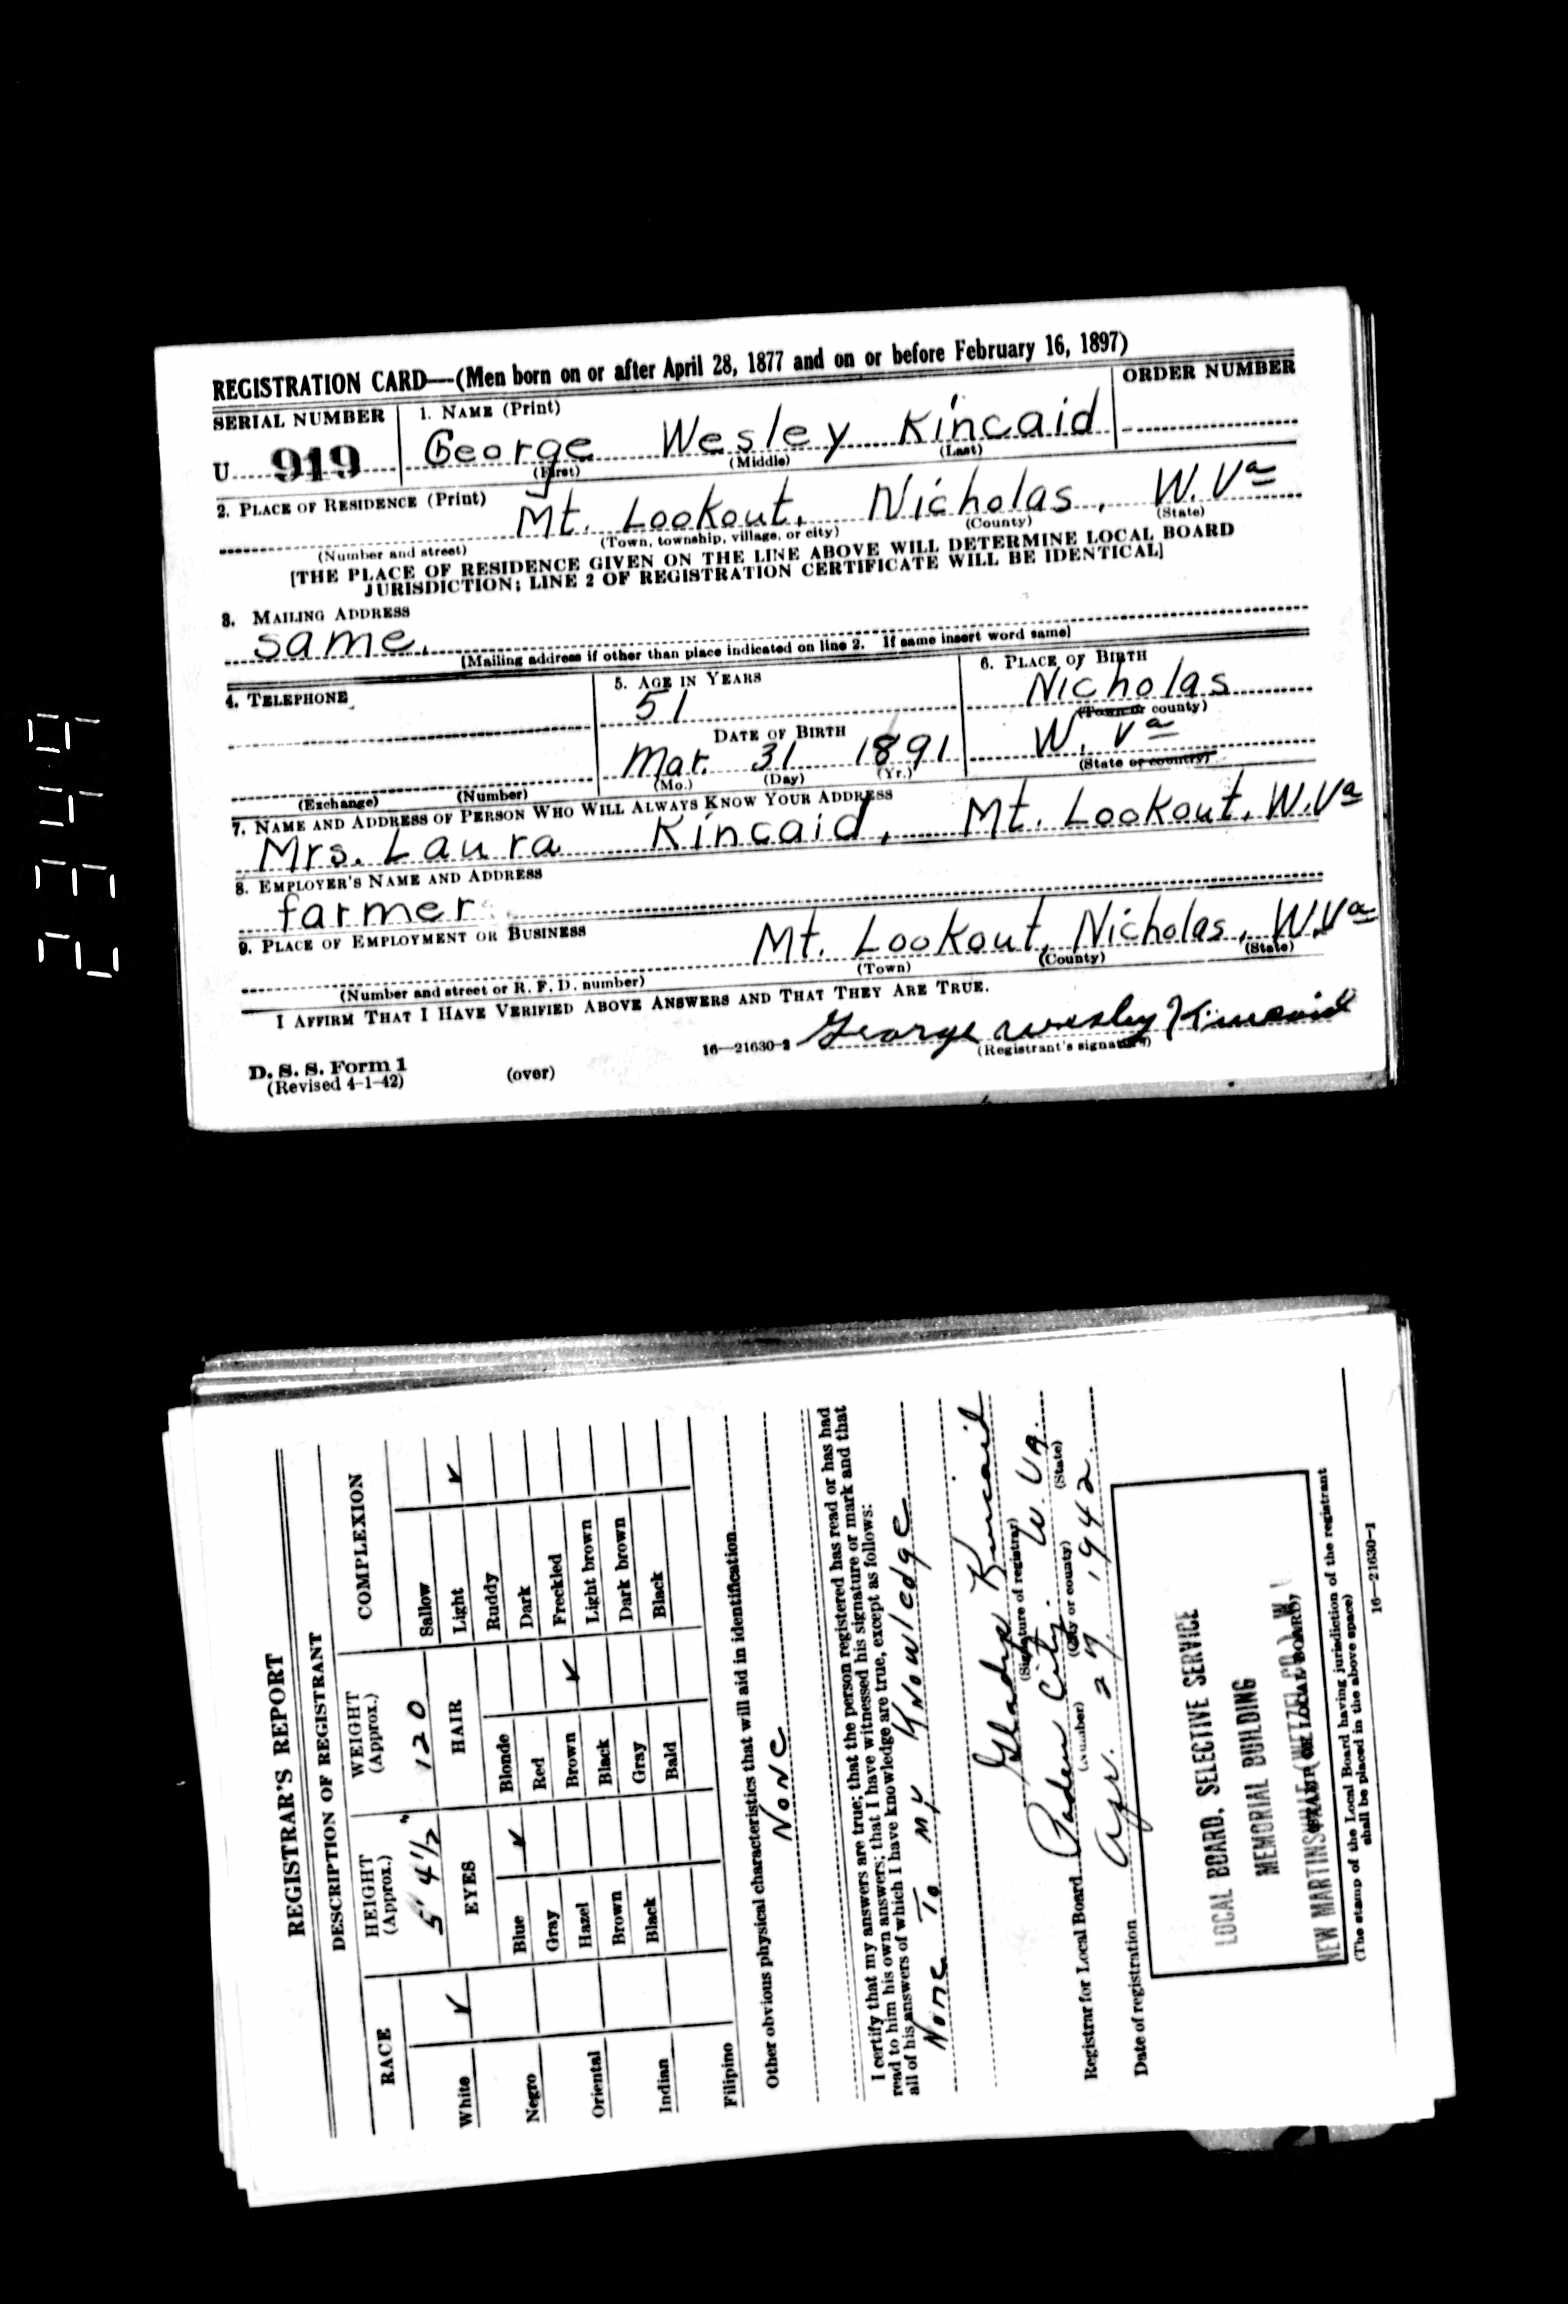 REGISTRATION CARD—(Men born on or after April 28, 1877 and on or before February 16, 1897)
SERIAL NUMBER 1. NAME (Print) ORDER NUMBER
U 919 George Wesley Kincaid
(First) (Middle) (Last)
2. PLACE OF RESIDENCE (Print)
Mt. Lookout, Nicholas, W. Va
(Number and street) (Town, township, village, or city) (County) (State)
[THE PLACE OF RESIDENCE GIVEN ON THE LINE ABOVE WILL DETERMINE LOCAL BOARD
JURISDICTION; LINE 2 OF REGISTRATION CERTIFICATE WILL BE IDENTICAL]
3. MAILING ADDRESS
same.
[Mailing address if other than place indicated on line 2. If same insert word same]
4. TELEPHONE 5. AGE IN YEARS 6. PLACE OF BIRTH
51 Nicholas
(Town or county)
DATE OF BIRTH
Mar. 31 1891 W. Va
(Exchange) (Number) (Mo.) (Day) (Yr.) (State or country)
7. NAME AND ADDRESS OF PERSON WHO WILL ALWAYS KNOW YOUR ADDRESS
Mrs. Laura Kincaid, Mt. Lookout, W. Va
8. EMPLOYER'S NAME AND ADDRESS
farmer
9. PLACE OF EMPLOYMENT OR BUSINESS
Mt. Lookout, Nicholas, W. Va
(Number and street or R. F. D. number) (Town) (County) (State)
I AFFIRM THAT I HAVE VERIFIED ABOVE ANSWERS AND THAT THEY ARE TRUE.
George Wesley Kincaid
(Registrant's signature)
D. S. S. Form 1
(Revised 4-1-42) (over) 16—21630-2
REGISTRAR'S REPORT
DESCRIPTION OF REGISTRANT
RACE HEIGHT (Approx.) WEIGHT (Approx.) COMPLEXION
5' 4½" 120
EYES HAIR
White ✓
Negro
Oriental
Indian
Filipino
Blue ✓
Gray
Hazel
Brown
Black
Blonde
Red
Brown ✓
Black
Gray
Bald
Sallow
Light ✓
Ruddy
Dark
Freckled
Light brown
Dark brown
Black
Other obvious physical characteristics that will aid in identification
None
I certify that my answers are true; that the person registered has read or has had
read to him his own answers; that I have witnessed his signature or mark and that
all of his answers of which I have knowledge are true, except as follows:
None To my Knowledge
Gladys Kincaid
(Signature of registrar)
Registrar for Local Board Paden City. W. Va.
(Number) (City or county) (State)
Date of registration Apr. 27, 1942.
LOCAL BOARD, SELECTIVE SERVICE
MEMORIAL BUILDING
NEW MARTINSVILLE (WETZEL CO.) W.
(STAMP OF LOCAL BOARD)
(The stamp of the Local Board having jurisdiction of the registrant
shall be placed in the above space)
16—21630-1